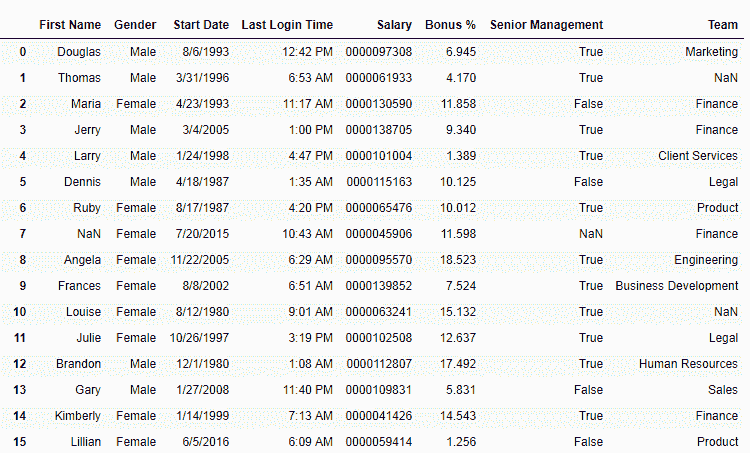 First Name Gender Start Date Last Login Time Salary Bonus % Senior Management Team
0 Douglas Male 8/6/1993 12:42 PM 0000097308 6.945 True Marketing
1 Thomas Male 3/31/1996 6:53 AM 0000061933 4.170 True NaN
2 Maria Female 4/23/1993 11:17 AM 0000130590 11.858 False Finance
3 Jerry Male 3/4/2005 1:00 PM 0000138705 9.340 True Finance
4 Larry Male 1/24/1998 4:47 PM 0000101004 1.389 True Client Services
5 Dennis Male 4/18/1987 1:35 AM 0000115163 10.125 False Legal
6 Ruby Female 8/17/1987 4:20 PM 0000065476 10.012 True Product
7 NaN Female 7/20/2015 10:43 AM 0000045906 11.598 NaN Finance
8 Angela Female 11/22/2005 6:29 AM 0000095570 18.523 True Engineering
9 Frances Female 8/8/2002 6:51 AM 0000139852 7.524 True Business Development
10 Louise Female 8/12/1980 9:01 AM 0000063241 15.132 True NaN
11 Julie Female 10/26/1997 3:19 PM 0000102508 12.637 True Legal
12 Brandon Male 12/1/1980 1:08 AM 0000112807 17.492 True Human Resources
13 Gary Male 1/27/2008 11:40 PM 0000109831 5.831 False Sales
14 Kimberly Female 1/14/1999 7:13 AM 0000041426 14.543 True Finance
15 Lillian Female 6/5/2016 6:09 AM 0000059414 1.256 False Product